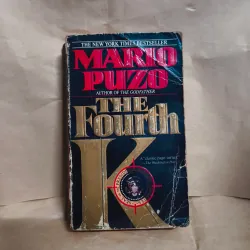 THE NEW YORK TIMES BESTSELLER
MARIO
PUZO
AUTHOR OF THE GODFATHER
THE
Fourth
K